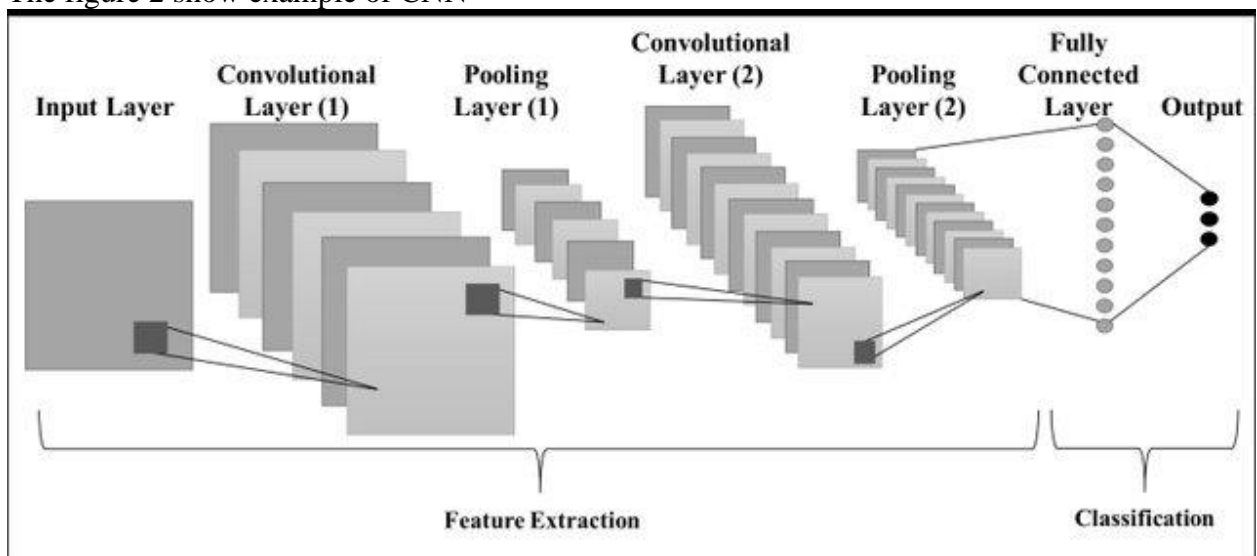 The figure 2 show example of CNN
Input Layer
Convolutional
Layer (1)
Pooling
Layer (1)
Convolutional
Layer (2)
Pooling
Layer (2)
Fully
Connected
Layer
Output
Feature Extraction
Classification